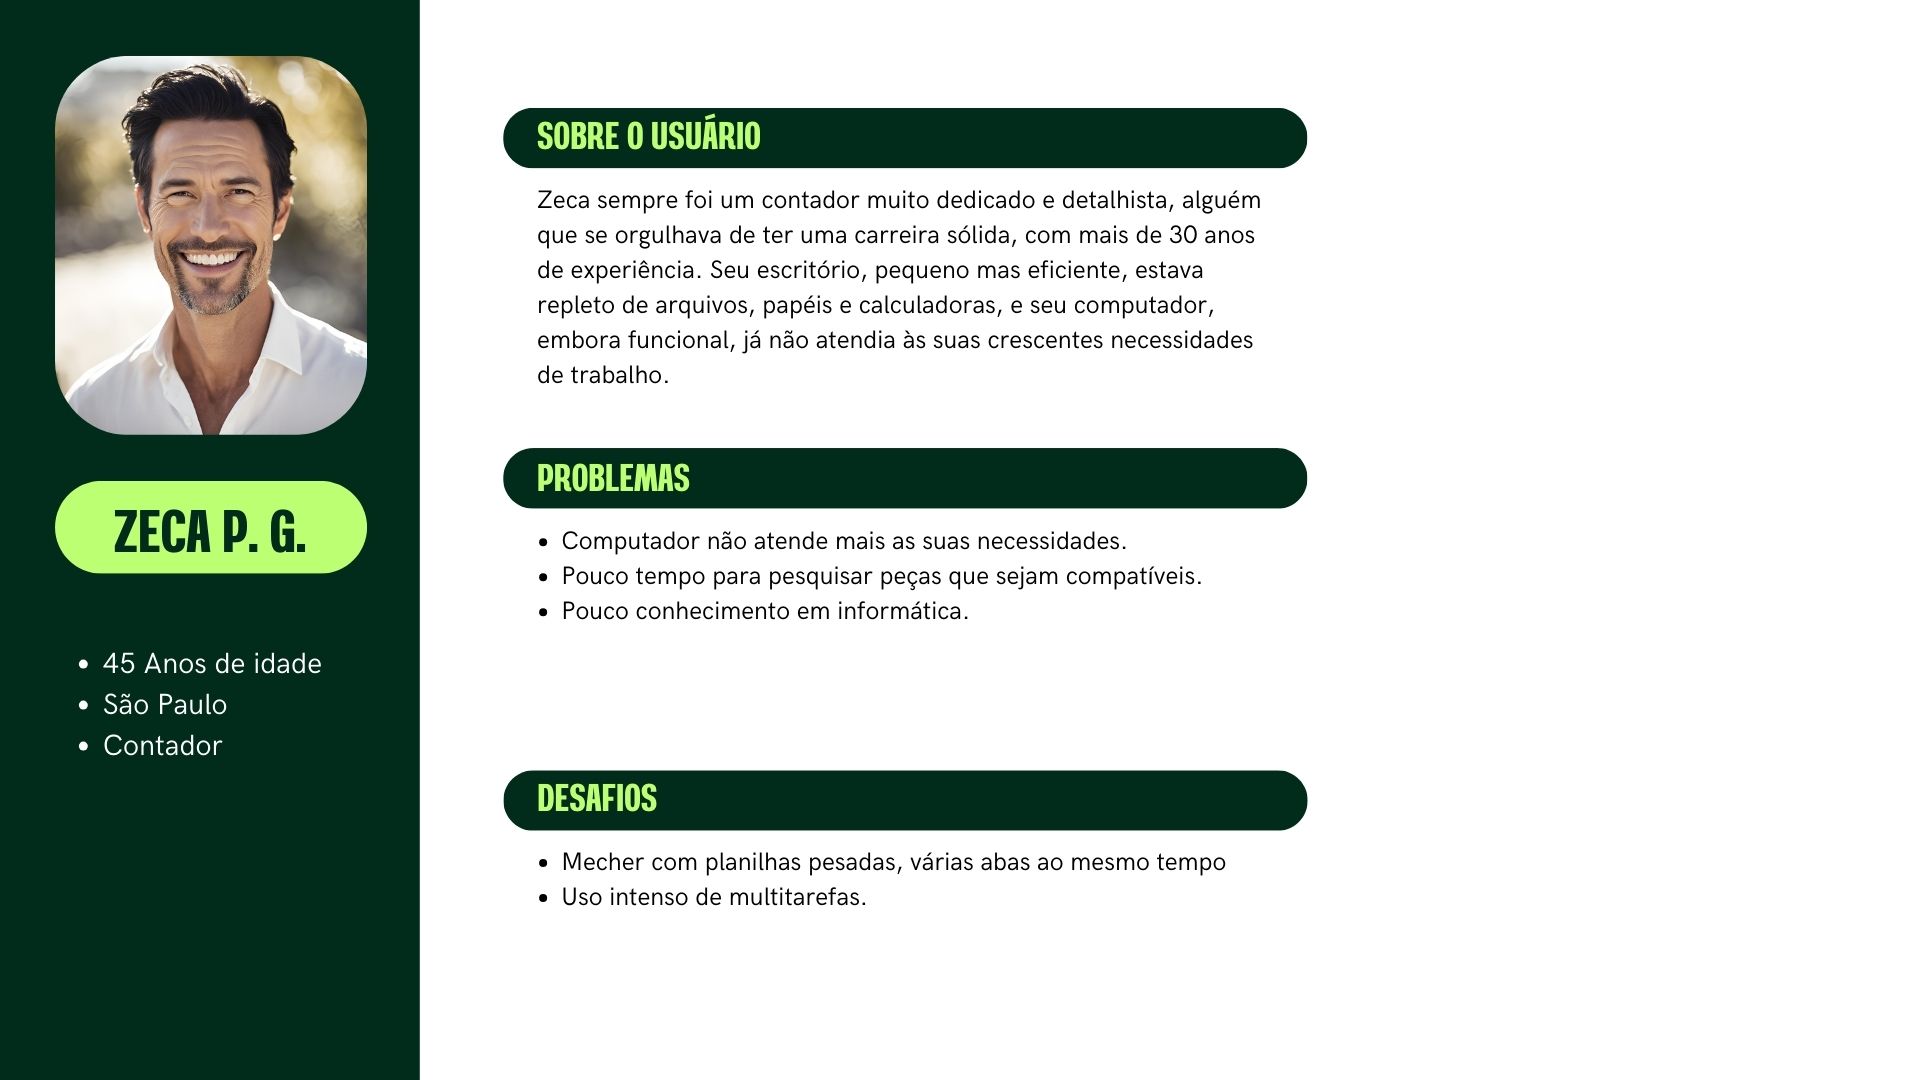 ZECA P. G.
• 45 Anos de idade
• São Paulo
• Contador
SOBRE O USUÁRIO
Zeca sempre foi um contador muito dedicado e detalhista, alguém
que se orgulhava de ter uma carreira sólida, com mais de 30 anos
de experiência. Seu escritório, pequeno mas eficiente, estava
repleto de arquivos, papéis e calculadoras, e seu computador,
embora funcional, já não atendia às suas crescentes necessidades
de trabalho.
PROBLEMAS
• Computador não atende mais as suas necessidades.
• Pouco tempo para pesquisar peças que sejam compatíveis.
• Pouco conhecimento em informática.
DESAFIOS
• Mecher com planilhas pesadas, várias abas ao mesmo tempo
• Uso intenso de multitarefas.